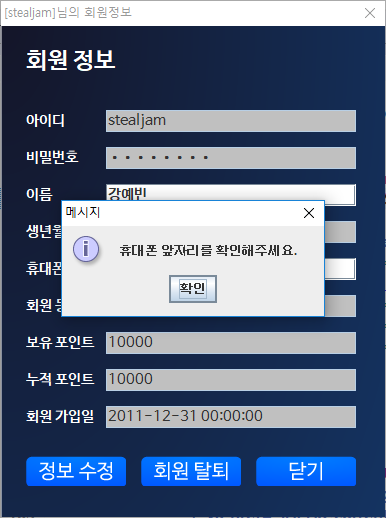 [stealjam]님의 회원정보
회원 정보
아이디 stealjam
비밀번호 ••••••••
이름 강예빈
메시지
생년월
휴대폰 앞자리를 확인해주세요.
휴대폰
확인
회원 등
보유 포인트 10000
누적 포인트 10000
회원 가입일 2011-12-31 00:00:00
정보 수정 회원 탈퇴 닫기